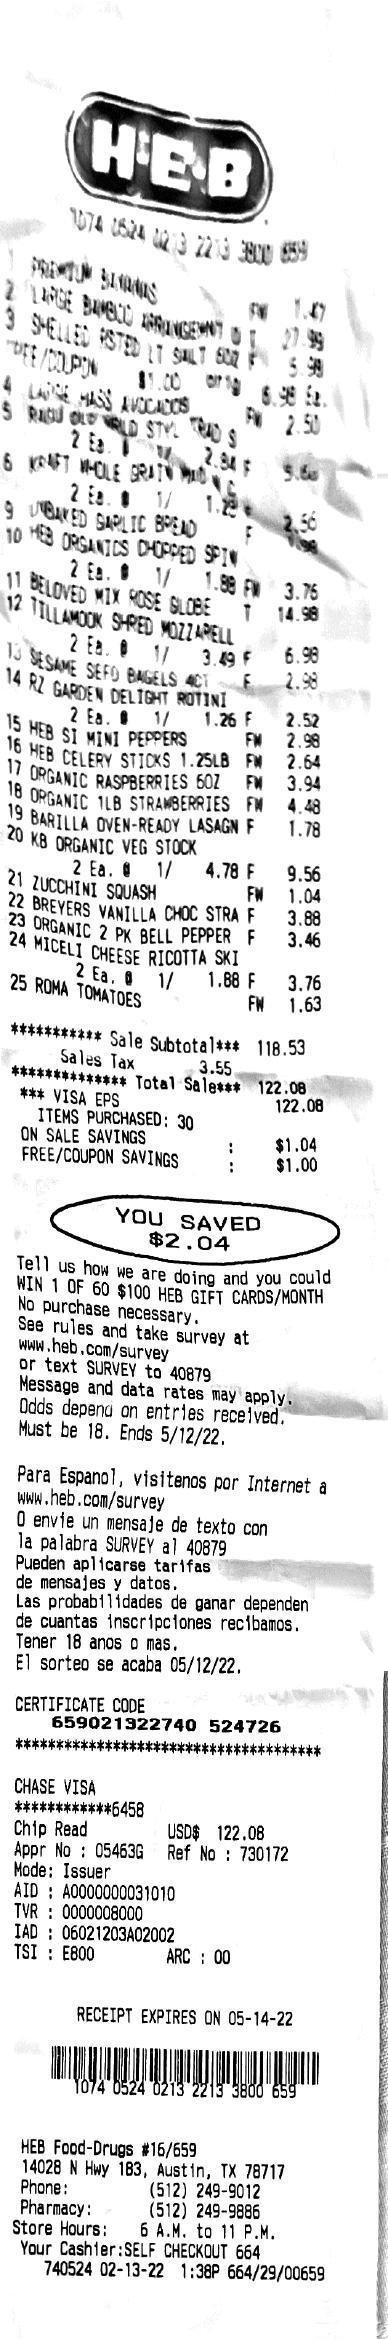 H-E-B
1074 0524 0213 2213 3800 659
1 PREMIUM BANANAS FW 1.47
2 LARGE BAMBOO ARRANGEMNT T 27.99
3 SHELLED RSTED LT SALT 6OZ F 5.98
FREE/COUPON $1.00 orig 6.98 Ea.
4 LARGE HASS AVOCADOS FW 2.50
5 RAGU OLD WRLD STYL TRAD S
2 Ea. @ 1/ 2.84 F 5.68
6 KRAFT WHOLE GRAIN
2 Ea. @ 1/ 1.28 2.56
9 UNBAKED GARLIC BREAD F
10 HEB ORGANICS CHOPPED SPIN
2 Ea. @ 1/ 1.88 FW 3.76
11 BELOVED MIX ROSE GLOBE T 14.98
12 TILLAMOOK SHRED MOZZARELL
2 Ea. @ 1/ 3.49 F 6.98
13 SESAME SEED BAGELS 4CT F 2.98
14 RZ GARDEN DELIGHT ROTINI
2 Ea. @ 1/ 1.26 F 2.52
15 HEB SI MINI PEPPERS FW 2.98
16 HEB CELERY STICKS 1.25LB FW 2.64
17 ORGANIC RASPBERRIES 6OZ FW 3.94
18 ORGANIC 1LB STRAWBERRIES FW 4.48
19 BARILLA OVEN-READY LASAGN F 1.78
20 KB ORGANIC VEG STOCK
2 Ea. @ 1/ 4.78 F 9.56
21 ZUCCHINI SQUASH FW 1.04
22 BREYERS VANILLA CHOC STRA F 3.88
23 ORGANIC 2 PK BELL PEPPER F 3.46
24 MICELI CHEESE RICOTTA SKI
2 Ea. @ 1/ 1.88 F 3.76
25 ROMA TOMATOES FW 1.63
*********** Sale Subtotal*** 118.53
Sales Tax 3.55
************** Total Sale*** 122.08
*** VISA EPS 122.08
ITEMS PURCHASED: 30
ON SALE SAVINGS : $1.04
FREE/COUPON SAVINGS : $1.00
YOU SAVED
$2.04
Tell us how we are doing and you could
WIN 1 OF 60 $100 HEB GIFT CARDS/MONTH
No purchase necessary.
See rules and take survey at
www.heb.com/survey
or text SURVEY to 40879
Message and data rates may apply.
Odds depend on entries received.
Must be 18. Ends 5/12/22.
Para Espanol, visitenos por Internet a
www.heb.com/survey
O envie un mensaje de texto con
la palabra SURVEY al 40879
Pueden aplicarse tarifas
de mensajes y datos.
Las probabilidades de ganar dependen
de cuantas inscripciones recibamos.
Tener 18 anos o mas.
El sorteo se acaba 05/12/22.
CERTIFICATE CODE
659021322740 524726
**************************************
CHASE VISA
************6458
Chip Read USD$ 122.08
Appr No : 05463G Ref No : 730172
Mode: Issuer
AID : A0000000031010
TVR : 0000008000
IAD : 06021203A02002
TSI : E800 ARC : 00
RECEIPT EXPIRES ON 05-14-22
1074 0524 0213 2213 3800 659
HEB Food-Drugs #16/659
14028 N Hwy 183, Austin, TX 78717
Phone: (512) 249-9012
Pharmacy: (512) 249-9886
Store Hours: 6 A.M. to 11 P.M.
Your Cashier:SELF CHECKOUT 664
740524 02-13-22 1:38P 664/29/00659